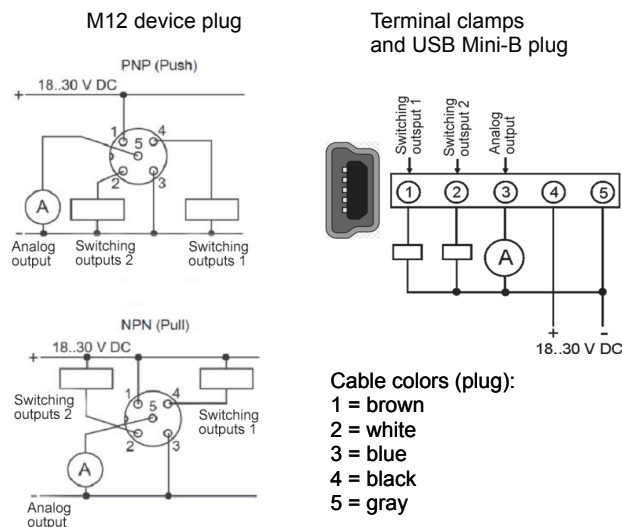 M12 device plug
PNP (Push)
18..30 V DC
+
1
4
5
2
3
A
-
Analog
output
Switching
outputs 2
Switching
outputs 1
NPN (Pull)
18..30 V DC
+
Switching
outputs 2
1
4
5
2
3
Switching
outputs 1
A
-
Analog
output
Terminal clamps
and USB Mini-B plug
Switching
outsput 1
Switching
outsput 2
Analog
output
1 2 3 4 5
A
+ -
18..30 V DC
Cable colors (plug):
1 = brown
2 = white
3 = blue
4 = black
5 = gray